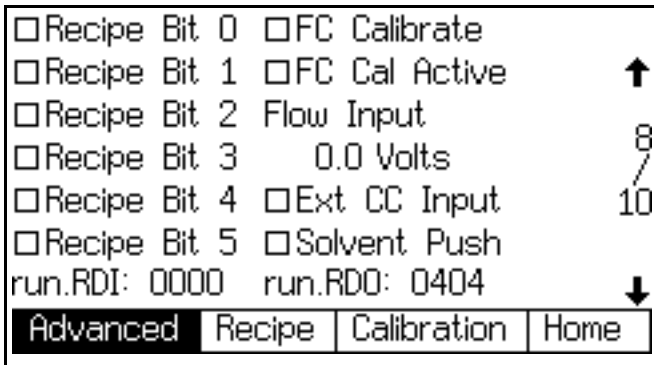 □Recipe Bit 0 □FC Calibrate
□Recipe Bit 1 □FC Cal Active
□Recipe Bit 2 Flow Input
□Recipe Bit 3 0.0 Volts
□Recipe Bit 4 □Ext CC Input
□Recipe Bit 5 □Solvent Push
run.RDI: 0000 run.RDO: 0404
↑
8/10
↓
Advanced Recipe Calibration Home